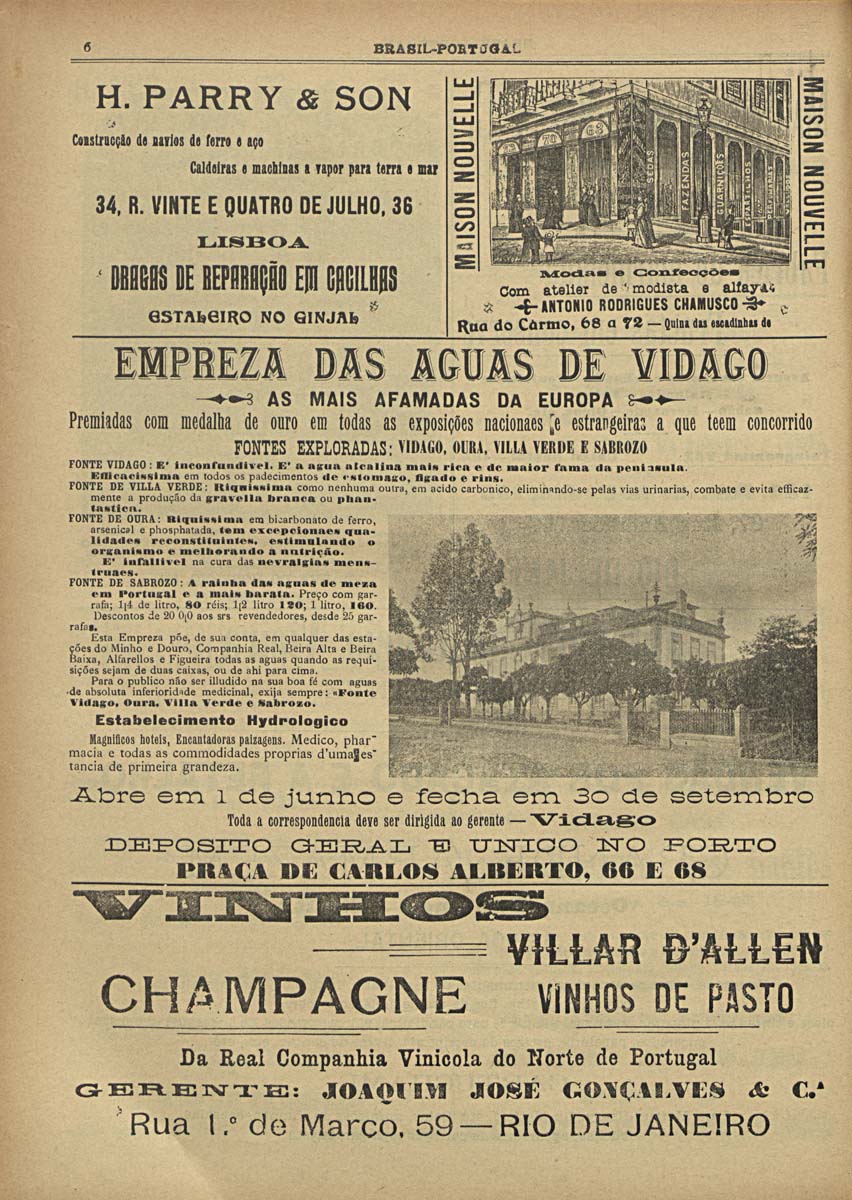 6
BRASIL-PORTUGAL
H. PARRY & SON
Construcção de navios de ferro e aço
Caldeiras e machinas a vapor para terra e mar
34, R. VINTE E QUATRO DE JULHO, 36
LISBOA
DRAGAS DE REPARAÇÃO EM CACILHAS
ESTALEIRO NO GINJAL
MAISON NOUVELLE
70
68
SEDAS
FAZENDAS
GUARNIÇÕES
ESPARTILHOS
MAISON NOUVELLE
Modas e Confecções
Com atelier de modista e alfayate
ANTONIO RODRIGUES CHAMUSCO
Rua do Carmo, 68 a 72 — Quina das escadinhas de
EMPREZA DAS AGUAS DE VIDAGO
AS MAIS AFAMADAS DA EUROPA
Premiadas com medalha de ouro em todas as exposições nacionaes e estrangeiras a que teem concorrido
FONTES EXPLORADAS: VIDAGO, OURA, VILLA VERDE E SABROZO
FONTE VIDAGO: E' inconfundivel. E' a agua alcalina mais rica e de maior fama da peninsula.
Efficacissima em todos os padecimentos de estomago, figado e rins.
FONTE DE VILLA VERDE: Riquissima como nenhuma outra, em acido carbonico, eliminando-se pelas vias urinarias, combate e evita efficaz-
mente a produção da gravella branca ou phan-
tastica.
FONTE DE OURA: Riquissima em bicarbonato de ferro,
arsenical e phosphatada, tem excepcionaes qua-
lidades reconstituintes, estimulando o
organismo e melhorando a nutrição.
E' infallivel na cura das nevralgias mens-
truaes.
FONTE DE SABROZO: A rainha das aguas de meza
em Portugal e a mais barata. Preço com gar-
rafa; 1|4 de litro, 80 réis; 1|2 litro 120; 1 litro, 160.
Descontos de 20 0|0 aos srs. revendedores, desde 25 gar-
rafas.
Esta Empreza põe, de sua conta, em qualquer das esta-
ções do Minho e Douro, Companhia Real, Beira Alta e Beira
Baixa, Alfarellos e Figueira todas as aguas quando as requi-
sições sejam de duas caixas, ou de ahi para cima.
Para o publico não ser illudido na sua boa fé com aguas
de absoluta inferioridade medicinal, exija sempre: «Fonte
Vidago, Oura, Villa Verde e Sabrozo.
Estabelecimento Hydrologico
Magnificos hoteis, Encantadoras paizagens. Medico, phar-
macia e todas as commodidades proprias d'uma es-
tancia de primeira grandeza.
Abre em 1 de junho e fecha em 30 de setembro
Toda a correspondencia deve ser dirigida ao gerente — Vidago
DEPOSITO GERAL E UNICO NO PORTO
PRAÇA DE CARLOS ALBERTO, 66 E 68
VINHOS
VILLAR D'ALLEN
CHAMPAGNE
VINHOS DE PASTO
Da Real Companhia Vinicola do Norte de Portugal
GERENTE: JOAQUIM JOSÉ GONÇALVES & C.ª
Rua 1.º de Março, 59 — RIO DE JANEIRO